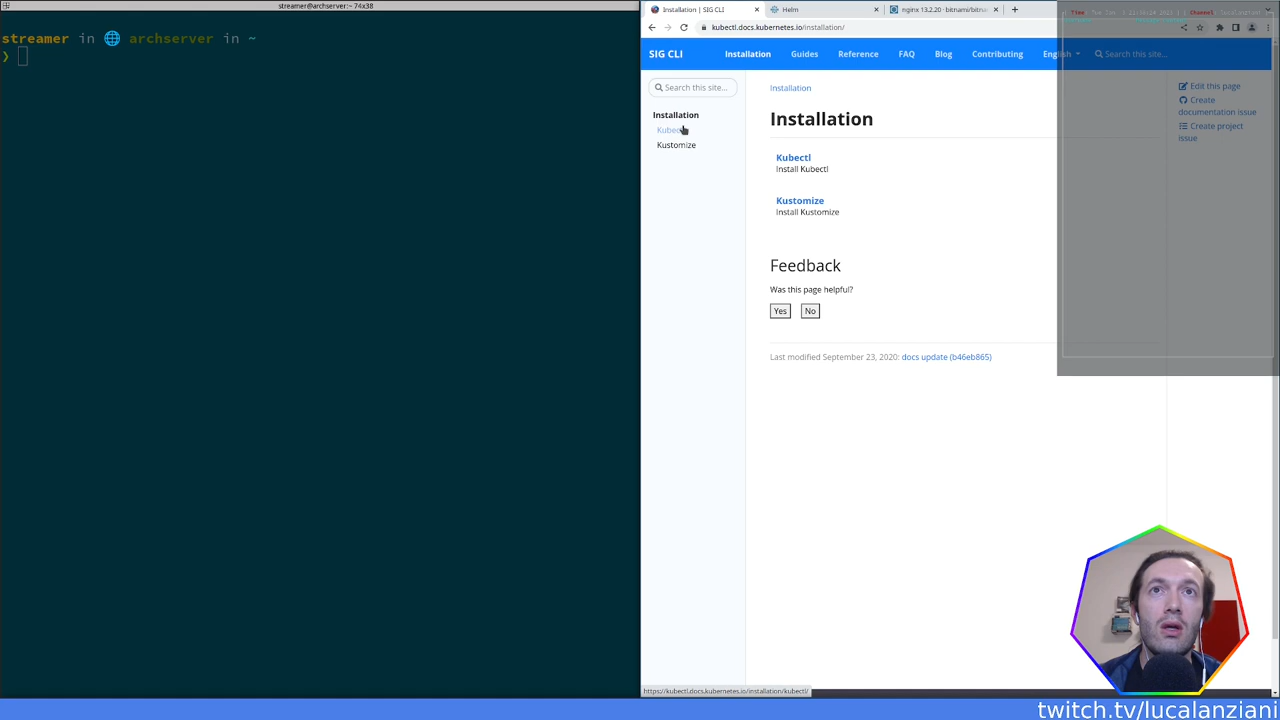 streamer@archserver:~ 74x38
streamer in 🌐 archserver in ~
❯
Installation | SIG CLI
Helm
nginx 13.2.20 · bitnami/bitna
kubectl.docs.kubernetes.io/installation/
SIG CLI
Installation
Guides
Reference
FAQ
Blog
Contributing
English
Search this site...
Search this site...
Installation
Kubectl
Kustomize
Installation
Installation
Kubectl
Install Kubectl
Kustomize
Install Kustomize
Feedback
Was this page helpful?
Yes
No
Last modified September 23, 2020: docs update (b46eb865)
Edit this page
Create
documentation issue
Create project
issue
https://kubectl.docs.kubernetes.io/installation/kubectl/
twitch.tv/lucalanziani